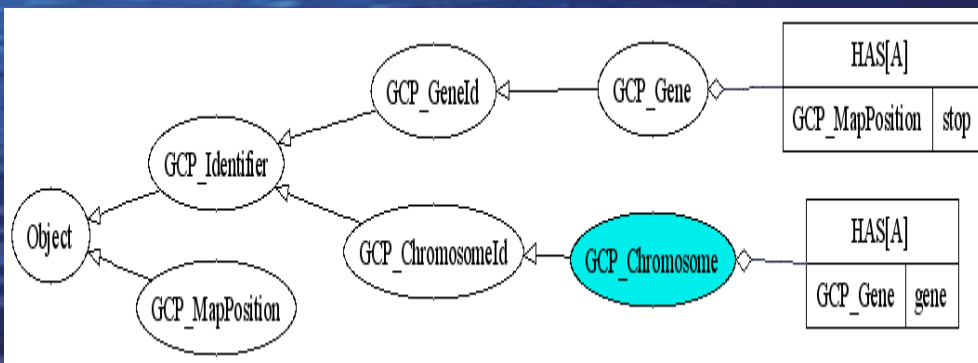 HAS[A]
GCP_GeneId
GCP_Gene
GCP_MapPosition stop
GCP_Identifier
Object
GCP_ChromosomeId
GCP_Chromosome
HAS[A]
GCP_MapPosition
GCP_Gene gene